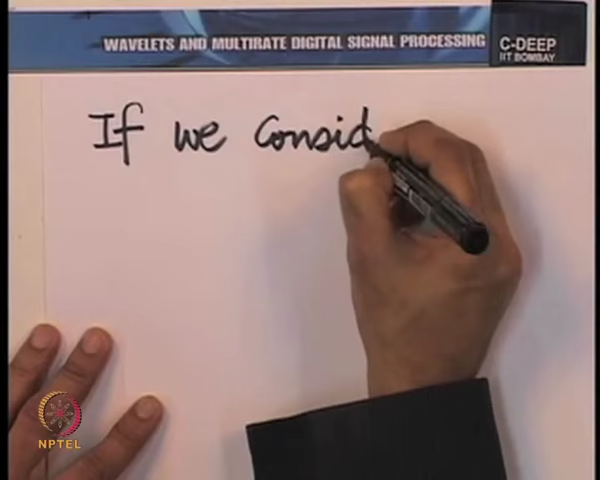 WAVELETS AND MULTIRATE DIGITAL SIGNAL PROCESSING
C-DEEP
IIT BOMBAY
If we Consid
NPTEL